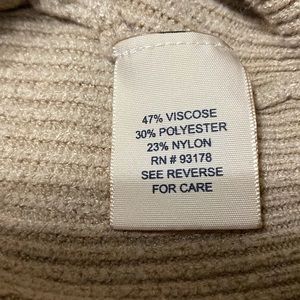 47% VISCOSE
30% POLYESTER
23% NYLON
RN # 93178
SEE REVERSE
FOR CARE